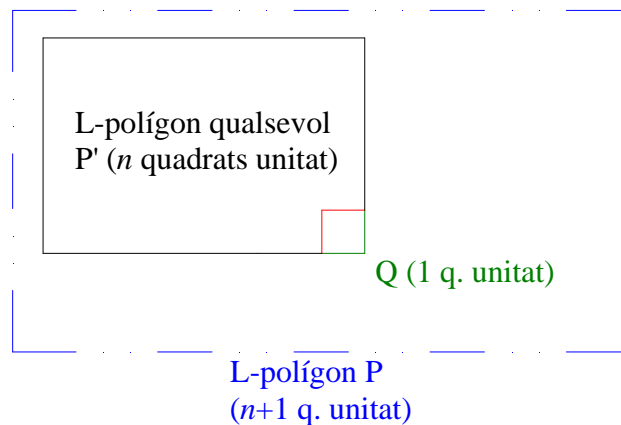 L-polígon qualsevol
P' (n quadrats unitat)
Q (1 q. unitat)
L-polígon P
(n+1 q. unitat)